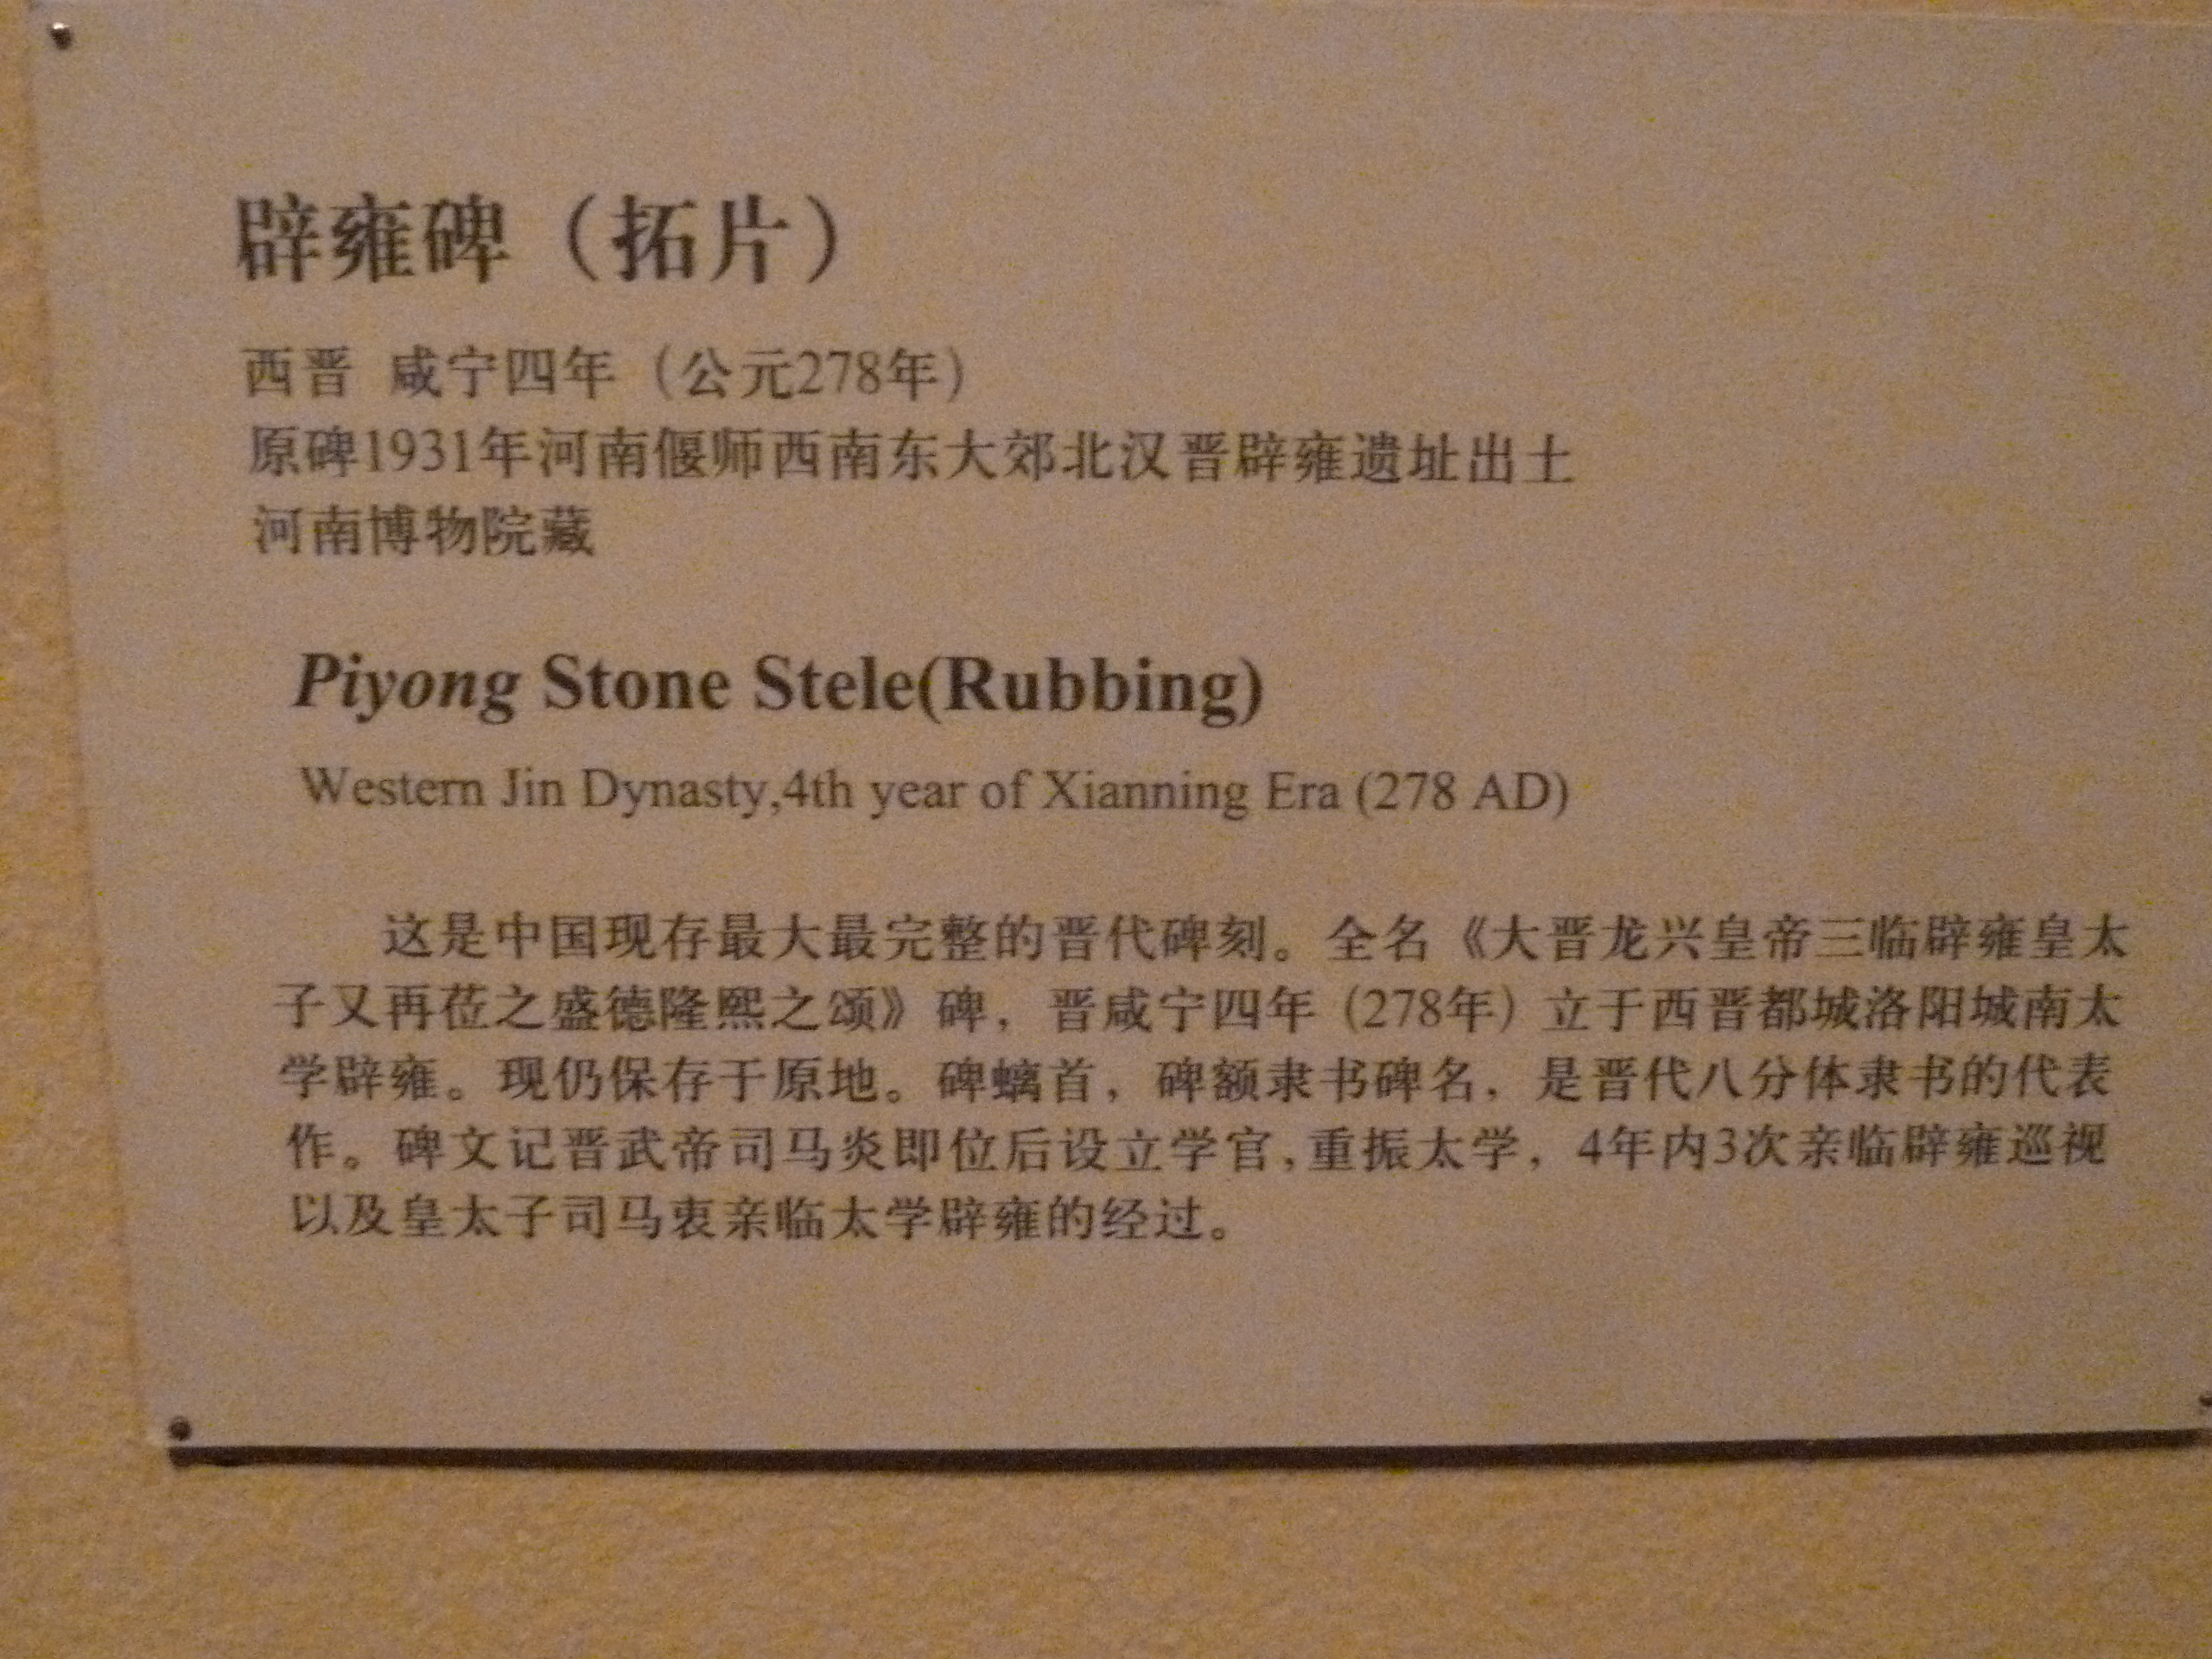 辟雍碑（拓片）
西晋 咸宁四年（公元278年）
原碑1931年河南偃师西南东大郊北汉晋辟雍遗址出土
河南博物院藏
Piyong Stone Stele(Rubbing)
Western Jin Dynasty,4th year of Xianning Era (278 AD)
这是中国现存最大最完整的晋代碑刻。全名《大晋龙兴皇帝三临辟雍皇太
子又再莅之盛德隆熙之颂》碑，晋咸宁四年（278年）立于西晋都城洛阳城南太
学辟雍。现仍保存于原地。碑螭首，碑额隶书碑名，是晋代八分体隶书的代表
作。碑文记晋武帝司马炎即位后设立学官,重振太学，4年内3次亲临辟雍巡视
以及皇太子司马衷亲临太学辟雍的经过。